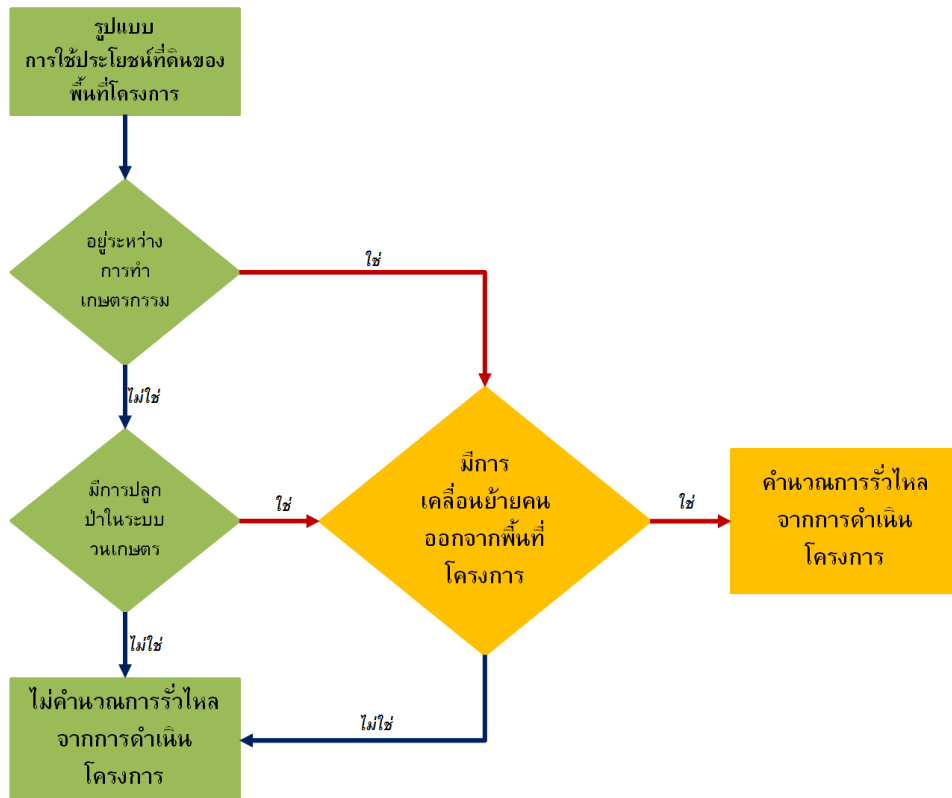 รูปแบบ
การใช้ประโยชน์ที่ดินของ
พื้นที่โครงการ
อยู่ระหว่าง
การทำ
เกษตรกรรม
ใช่
ไม่ใช่
มีการปลูก
ป่าในระบบ
วนเกษตร
ใช่
มีการ
เคลื่อนย้ายคน
ออกจากพื้นที่
โครงการ
ใช่
คำนวณการรั่วไหล
จากการดำเนิน
โครงการ
ไม่ใช่
ไม่คำนวณการรั่วไหล
จากการดำเนิน
โครงการ
ไม่ใช่